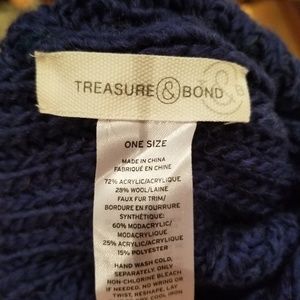 TREASURE & BOND
& B
ONE SIZE
MADE IN CHINA
FABRIQUÉ EN CHINE
72% ACRYLIC/ACRYLIQUE
28% WOOL/LAINE
FAUX FUR TRIM/
BORDURE EN FOURRURE
SYNTHÉTIQUE:
60% MODACRYLIC/
MODACRYLIQUE
25% ACRYLIC/ACRYLIQUE
15% POLYESTER
HAND WASH COLD,
SEPARATELY ONLY
NON-CHLORINE BLEACH
IF NEEDED, NO WRING OR
TWIST, RESHAPE, LAY
COOL IRON